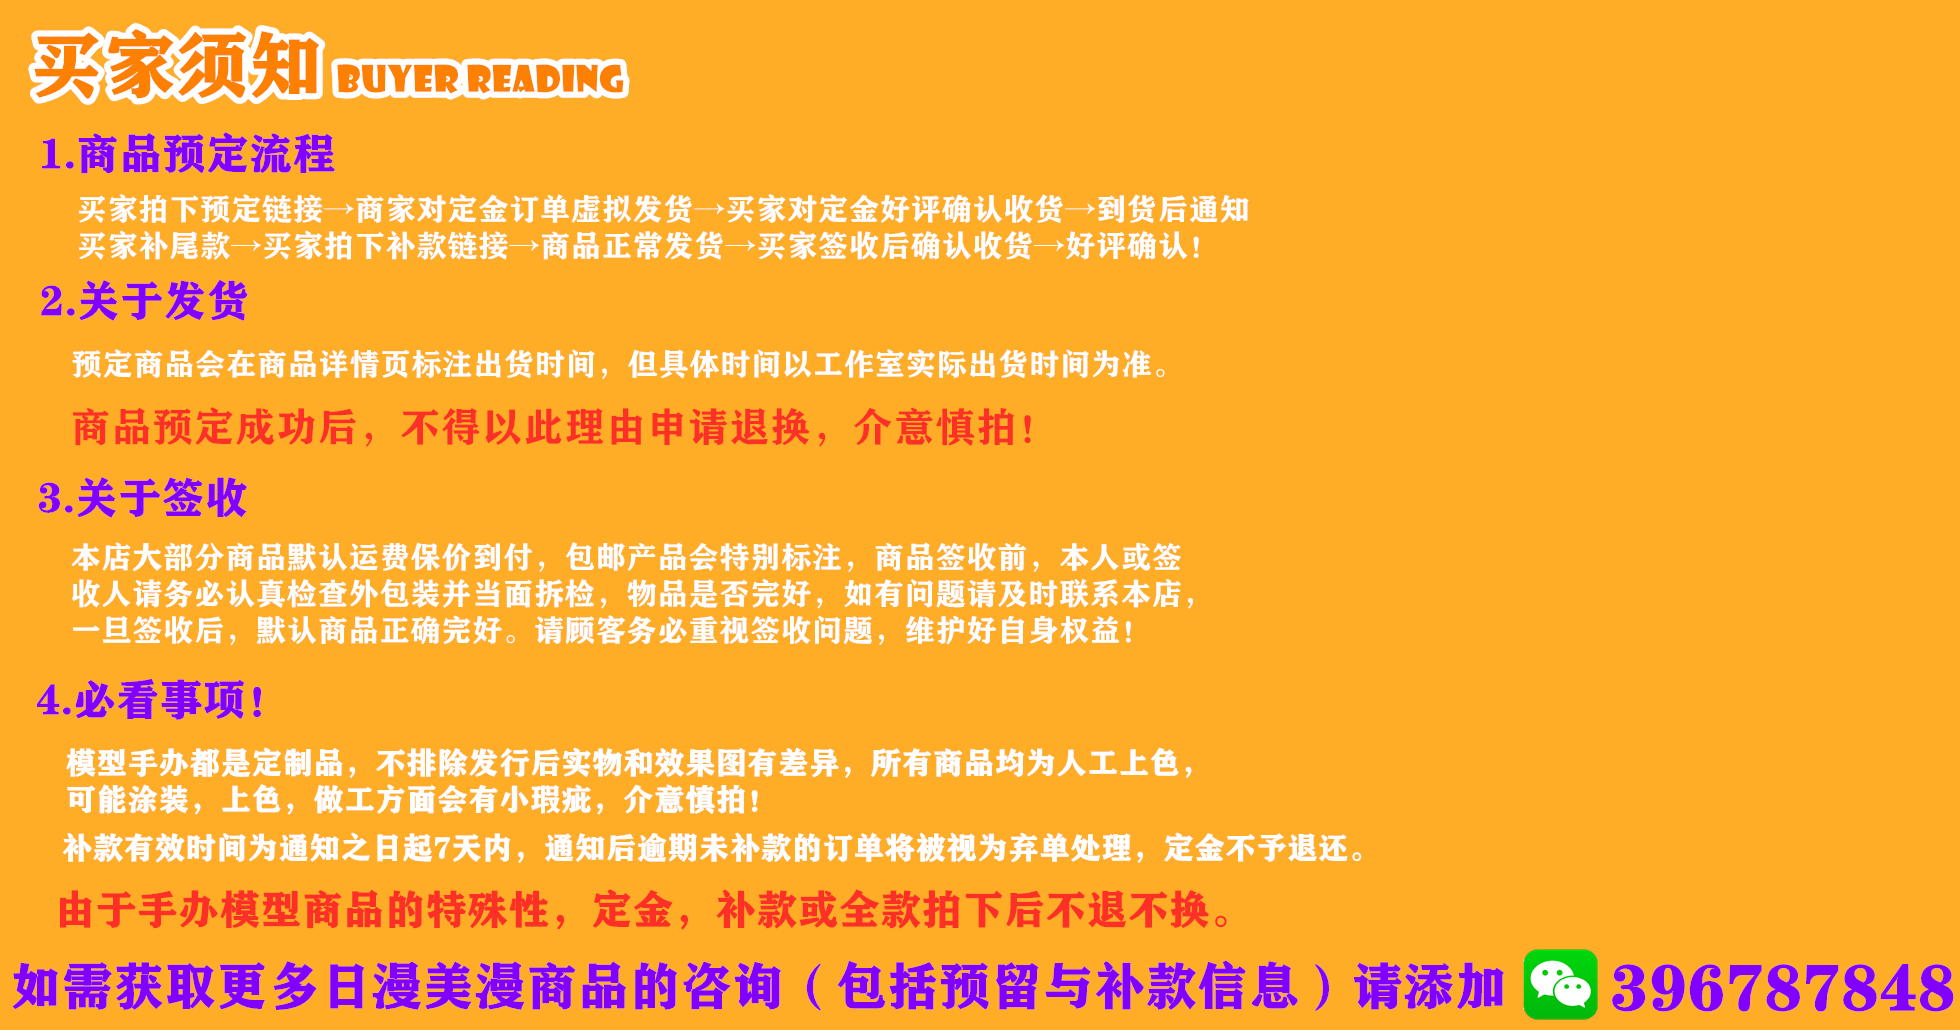 买家须知 BUYER READING
1.商品预定流程
买家拍下预定链接→商家对定金订单虚拟发货→买家对定金好评确认收货→到货后通知
买家补尾款→买家拍下补款链接→商品正常发货→买家签收后确认收货→好评确认！
2.关于发货
预定商品会在商品详情页标注出货时间，但具体时间以工作室实际出货时间为准。
商品预定成功后，不得以此理由申请退换，介意慎拍！
3.关于签收
本店大部分商品默认运费保价到付，包邮产品会特别标注，商品签收前，本人或签
收人请务必认真检查外包装并当面拆检，物品是否完好，如有问题请及时联系本店，
一旦签收后，默认商品正确完好。请顾客务必重视签收问题，维护好自身权益！
4.必看事项！
模型手办都是定制品，不排除发行后实物和效果图有差异，所有商品均为人工上色，
可能涂装，上色，做工方面会有小瑕疵，介意慎拍！
补款有效时间为通知之日起7天内，通知后逾期未补款的订单将被视为弃单处理，定金不予退还。
由于手办模型商品的特殊性，定金，补款或全款拍下后不退不换。
如需获取更多日漫美漫商品的咨询（包括预留与补款信息）请添加 396787848